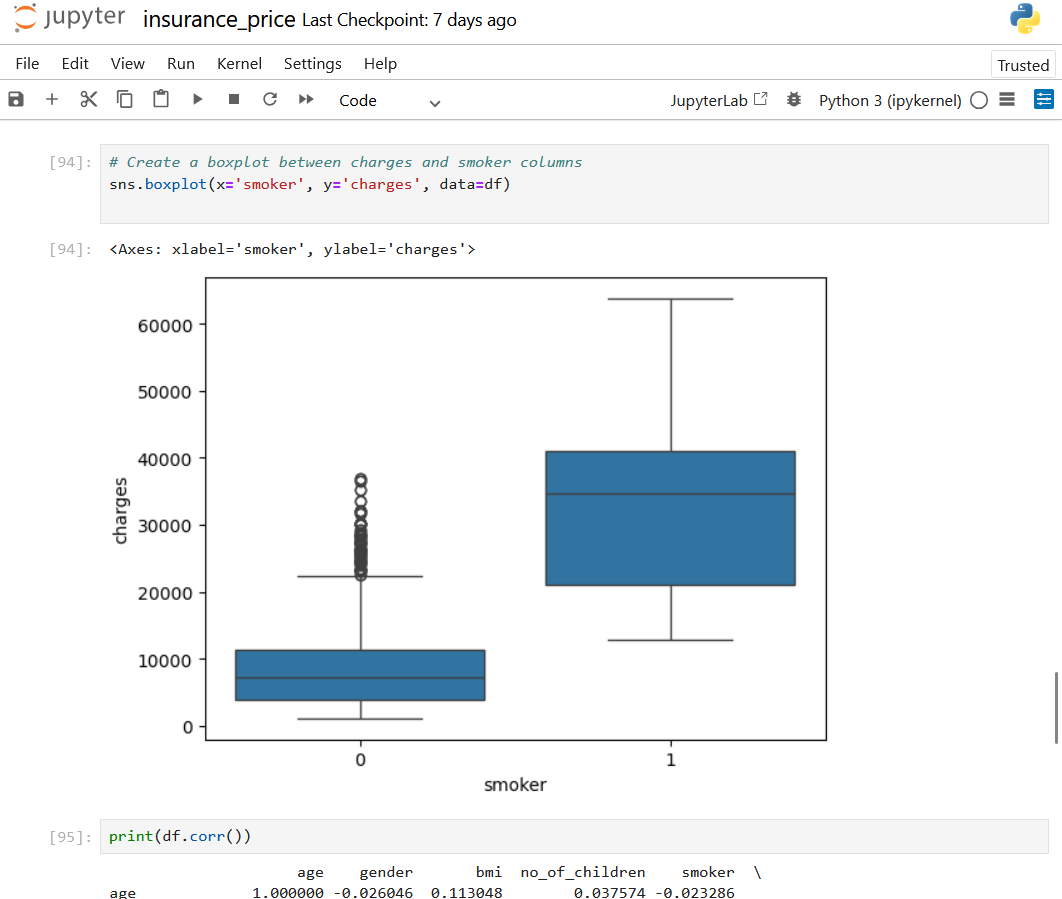 jupyter insurance_price Last Checkpoint: 7 days ago
File Edit View Run Kernel Settings Help Trusted
Code JupyterLab Python 3 (ipykernel)
[94]: # Create a boxplot between charges and smoker columns
sns.boxplot(x='smoker', y='charges', data=df)
[94]: <Axes: xlabel='smoker', ylabel='charges'>
60000
50000
40000
charges
30000
20000
10000
0
0 1
smoker
[95]: print(df.corr())
age gender bmi no_of_children smoker \
age 1.000000 -0.026046 0.113048 0.037574 -0.023286